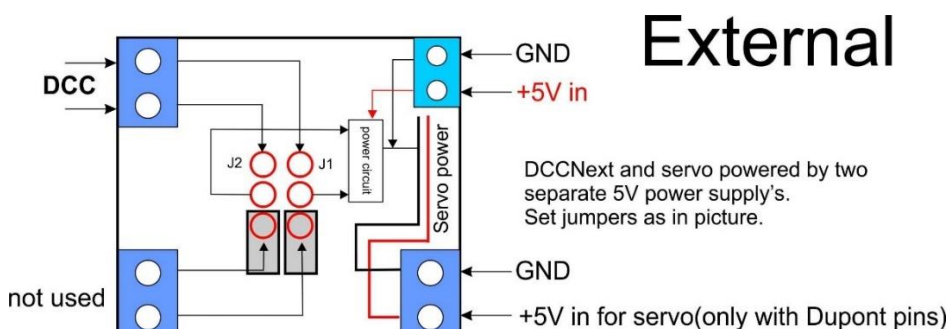 External
DCC
GND
+5V in
J2
J1
power circuit
Servo power
DCCNext and servo powered by two
separate 5V power supply's.
Set jumpers as in picture.
GND
not used
+5V in for servo(only with Dupont pins)